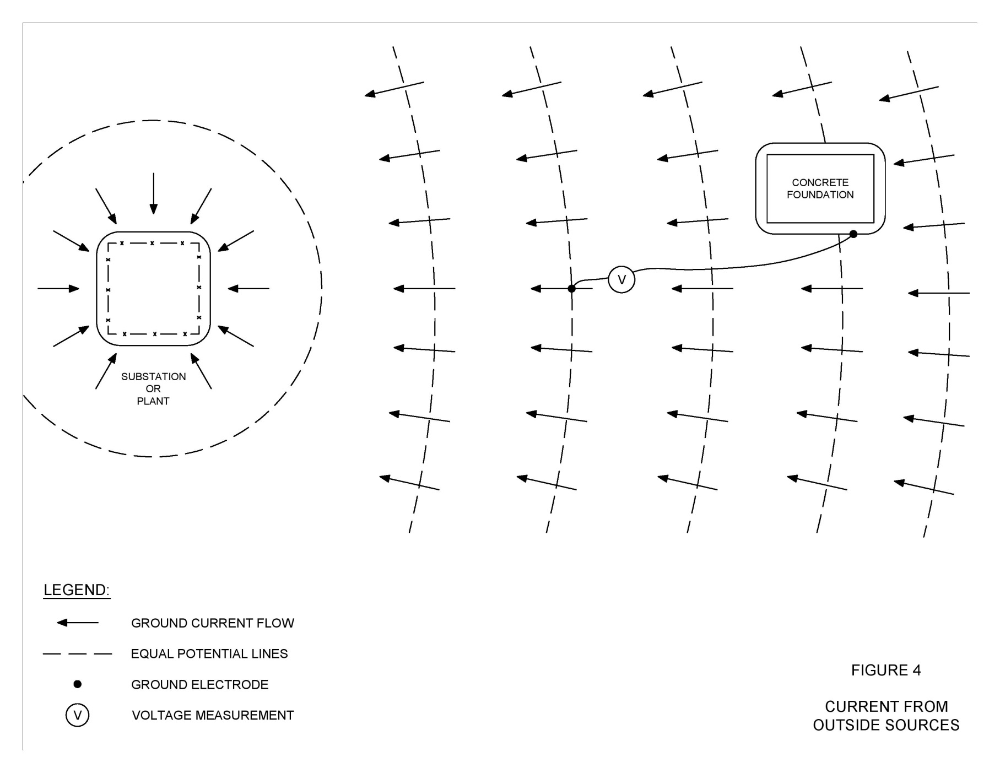 CONCRETE
FOUNDATION
V
SUBSTATION
OR
PLANT
LEGEND:
GROUND CURRENT FLOW
EQUAL POTENTIAL LINES
GROUND ELECTRODE
V VOLTAGE MEASUREMENT
FIGURE 4
CURRENT FROM
OUTSIDE SOURCES